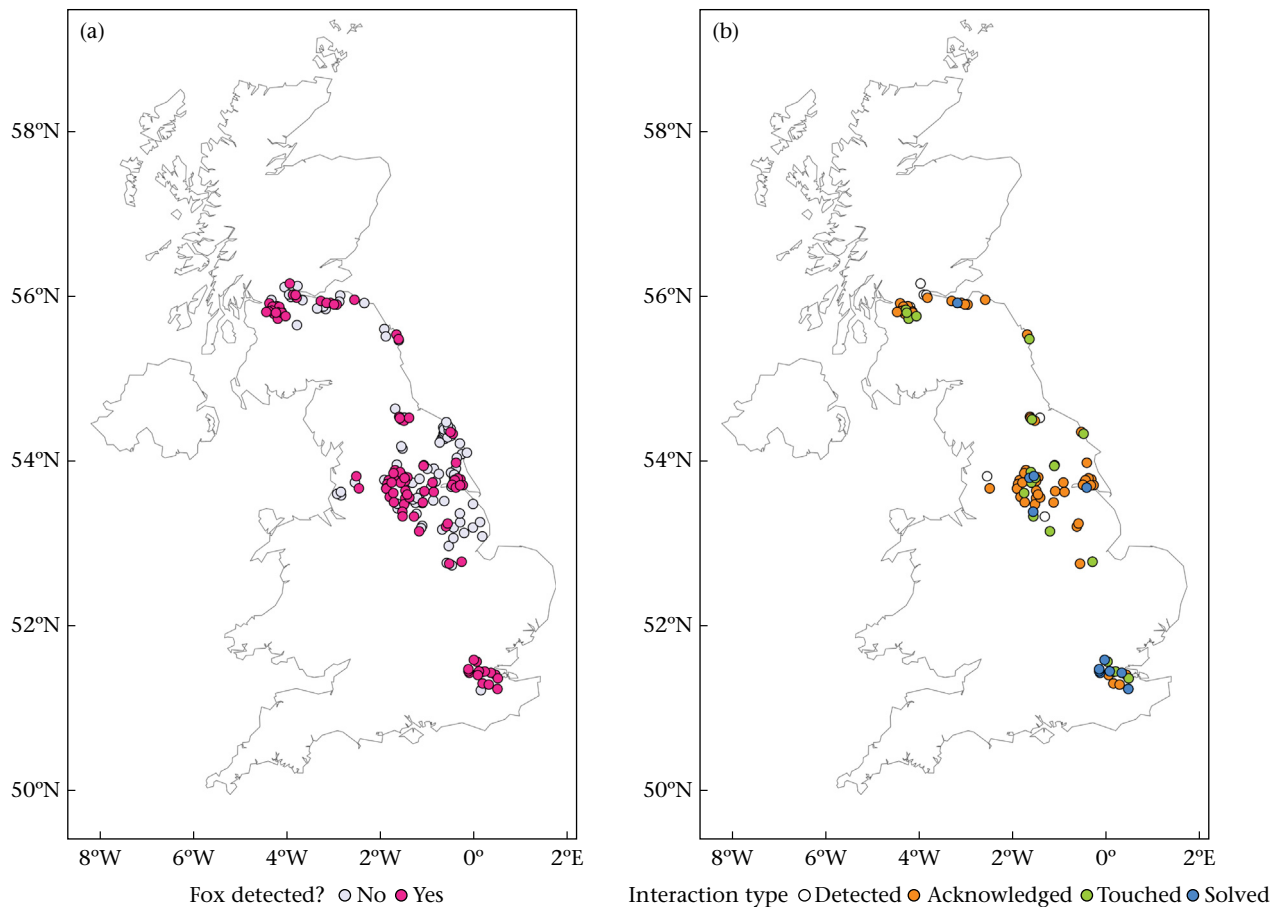 (a)
(b)
58ºN
58ºN
56ºN
56ºN
54ºN
54ºN
52ºN
52ºN
50ºN
50ºN
8ºW 6ºW 4ºW 2ºW 0º 2ºE
8ºW 6ºW 4ºW 2ºW 0º 2ºE
Fox detected? No Yes
Interaction type Detected Acknowledged Touched Solved